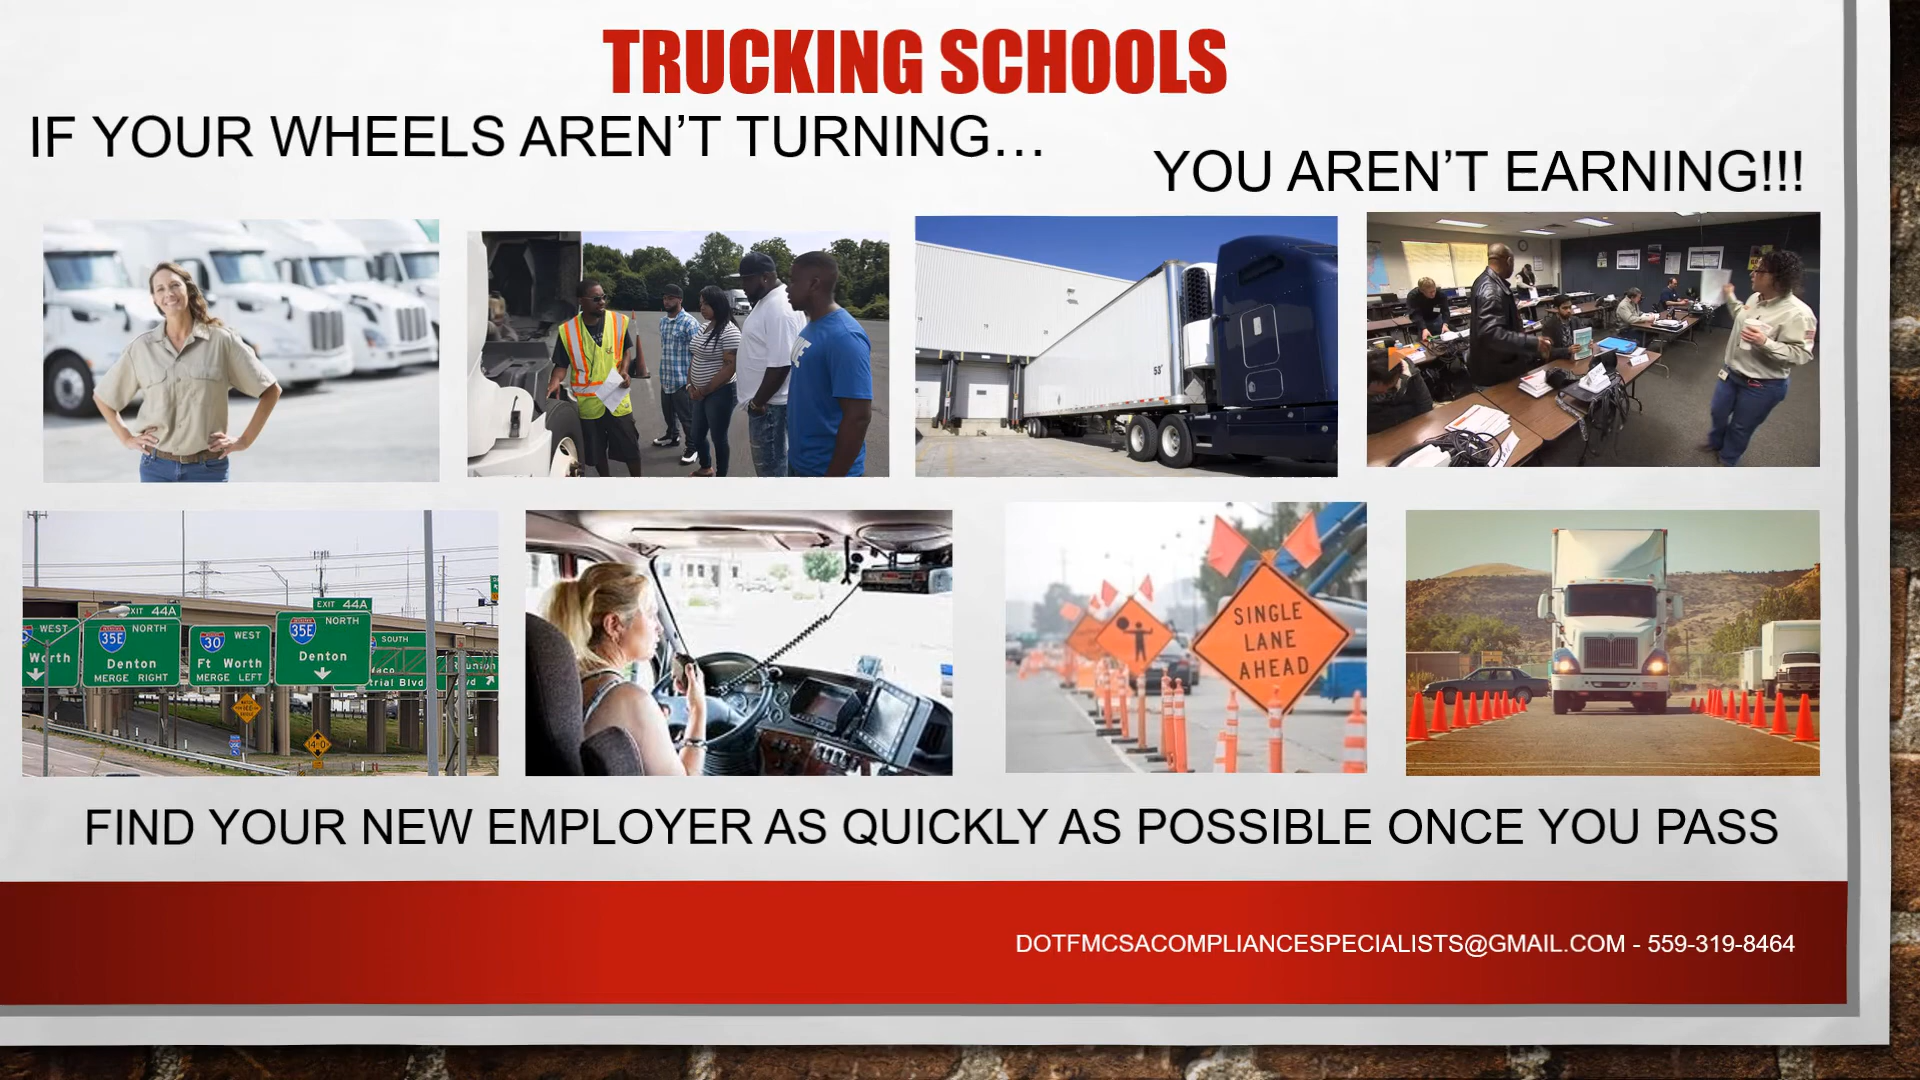 TRUCKING SCHOOLS
IF YOUR WHEELS AREN’T TURNING…
YOU AREN’T EARNING!!!
53'
EXIT 44A
EXIT 44A
WEST
Worth
35E NORTH
Denton
MERGE RIGHT
30 WEST
Ft Worth
MERGE LEFT
35E NORTH
Denton
SOUTH
SINGLE
LANE
AHEAD
FIND YOUR NEW EMPLOYER AS QUICKLY AS POSSIBLE ONCE YOU PASS
DOTFMCSACOMPLIANCESPECIALISTS@GMAIL.COM - 559-319-8464